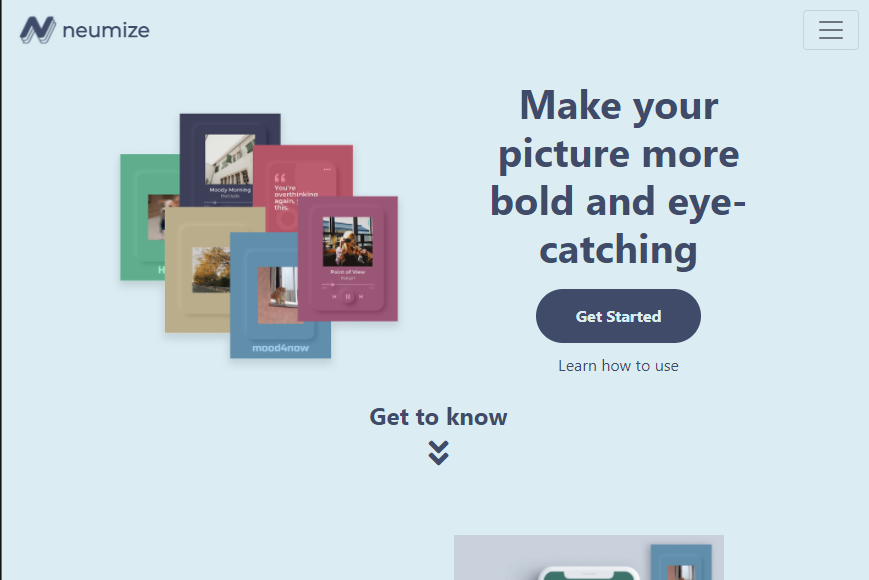 neumize
Make your
picture more
bold and eye-
catching
Get Started
Learn how to use
Moody Morning
You're
overthinking
again,
this.
Point of View
H
mood4now
Get to know